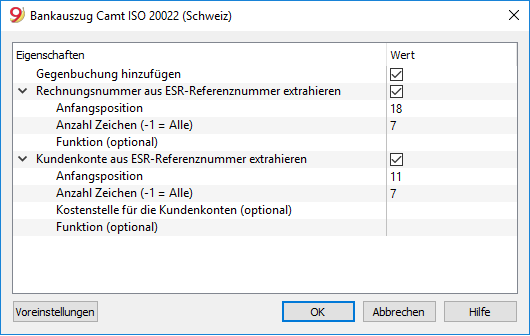 Bankauszug Camt ISO 20022 (Schweiz)
Eigenschaften Wert
Gegenbuchung hinzufügen
Rechnungsnummer aus ESR-Referenznummer extrahieren
Anfangsposition 18
Anzahl Zeichen (-1 = Alle) 7
Funktion (optional)
Kundenkonte aus ESR-Referenznummer extrahieren
Anfangsposition 11
Anzahl Zeichen (-1 = Alle) 7
Kostenstelle für die Kundenkonten (optional)
Funktion (optional)
Voreinstellungen OK Abbrechen Hilfe